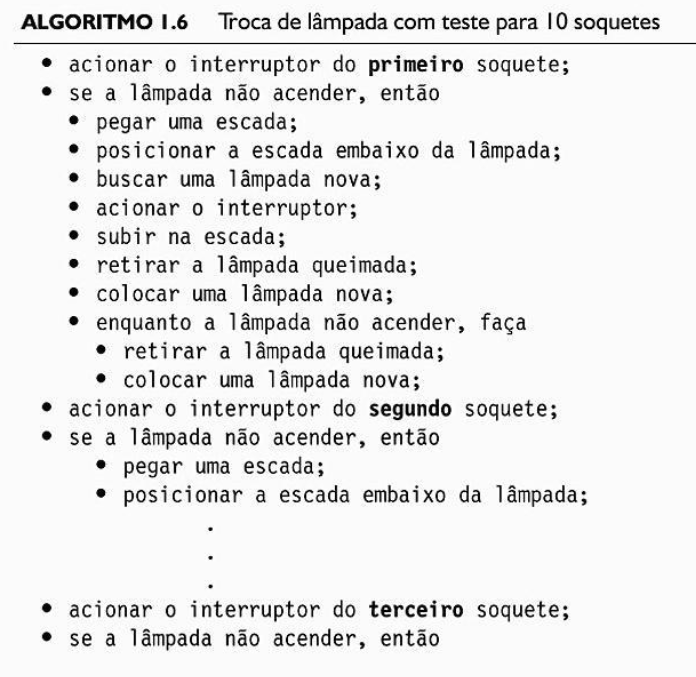 ALGORITMO 1.6 Troca de lâmpada com teste para 10 soquetes
• acionar o interruptor do primeiro soquete;
• se a lâmpada não acender, então
• pegar uma escada;
• posicionar a escada embaixo da lâmpada;
• buscar uma lâmpada nova;
• acionar o interruptor;
• subir na escada;
• retirar a lâmpada queimada;
• colocar uma lâmpada nova;
• enquanto a lâmpada não acender, faça
• retirar a lâmpada queimada;
• colocar uma lâmpada nova;
• acionar o interruptor do segundo soquete;
• se a lâmpada não acender, então
• pegar uma escada;
• posicionar a escada embaixo da lâmpada;
.
.
.
• acionar o interruptor do terceiro soquete;
• se a lâmpada não acender, então